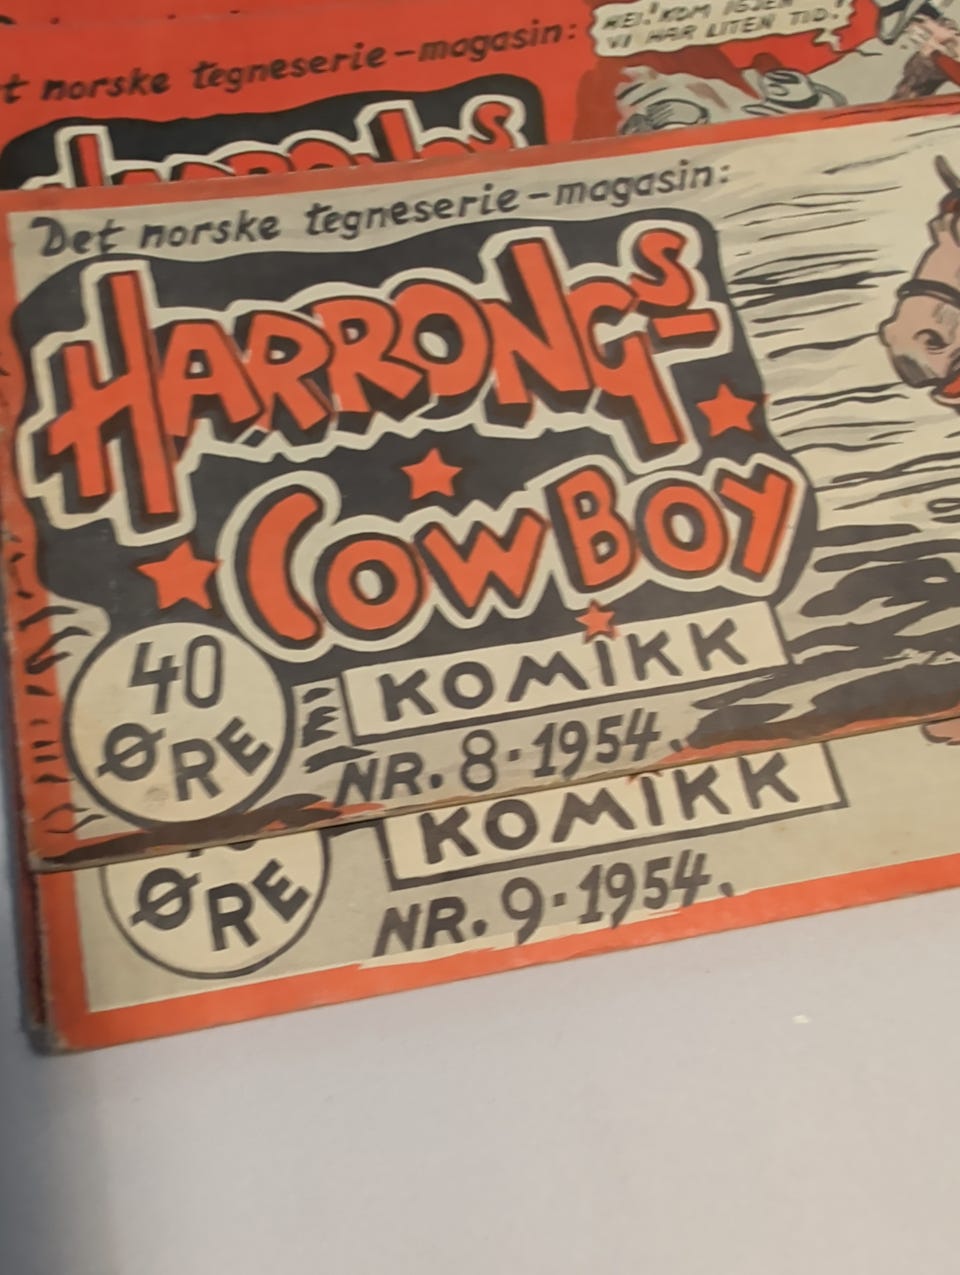 HEI! KOM IGJEN
VI HAR LITEN TID!
t norske tegneserie-magasin:
HARRONGS
Det norske tegneserie-magasin:
HARRONGS-
COWBOY
40
ØRE
KOMIKK
NR. 8·1954.
ØRE
KOMIKK
NR. 9·1954.